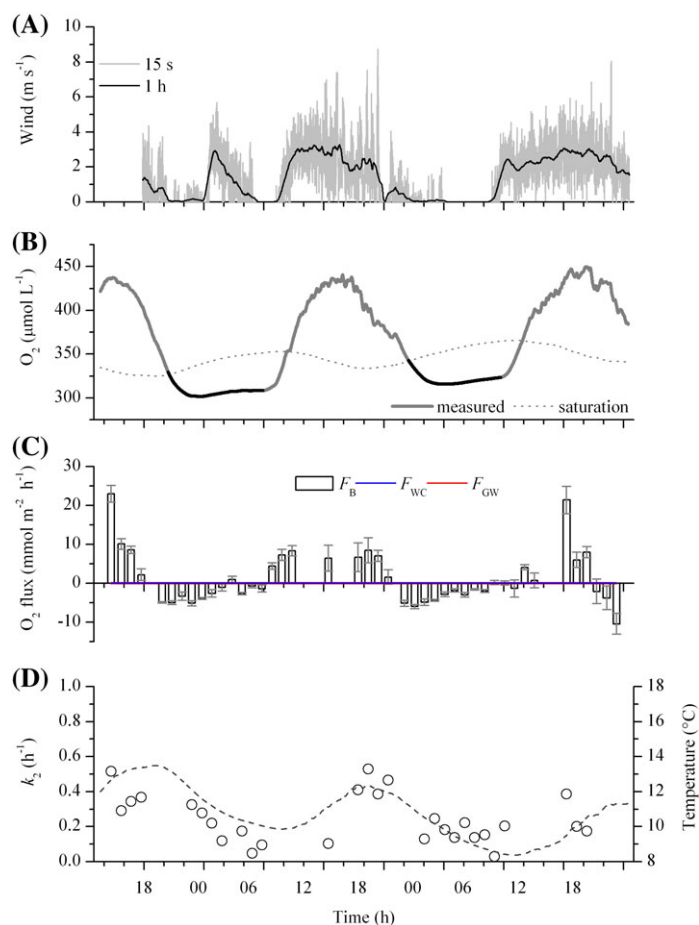 (A)
10
8
6
4
2
0
Wind (m s⁻¹)
15 s
1 h
(B)
450
400
350
300
O₂ (μmol L⁻¹)
measured saturation
(C)
30
20
10
0
-10
O₂ flux (mmol m⁻² h⁻¹)
F_B F_WC F_GW
(D)
1.0
0.8
0.6
0.4
0.2
0.0
k₂ (h⁻¹)
18
16
14
12
10
8
Temperature (°C)
18 00 06 12 18 00 06 12 18
Time (h)